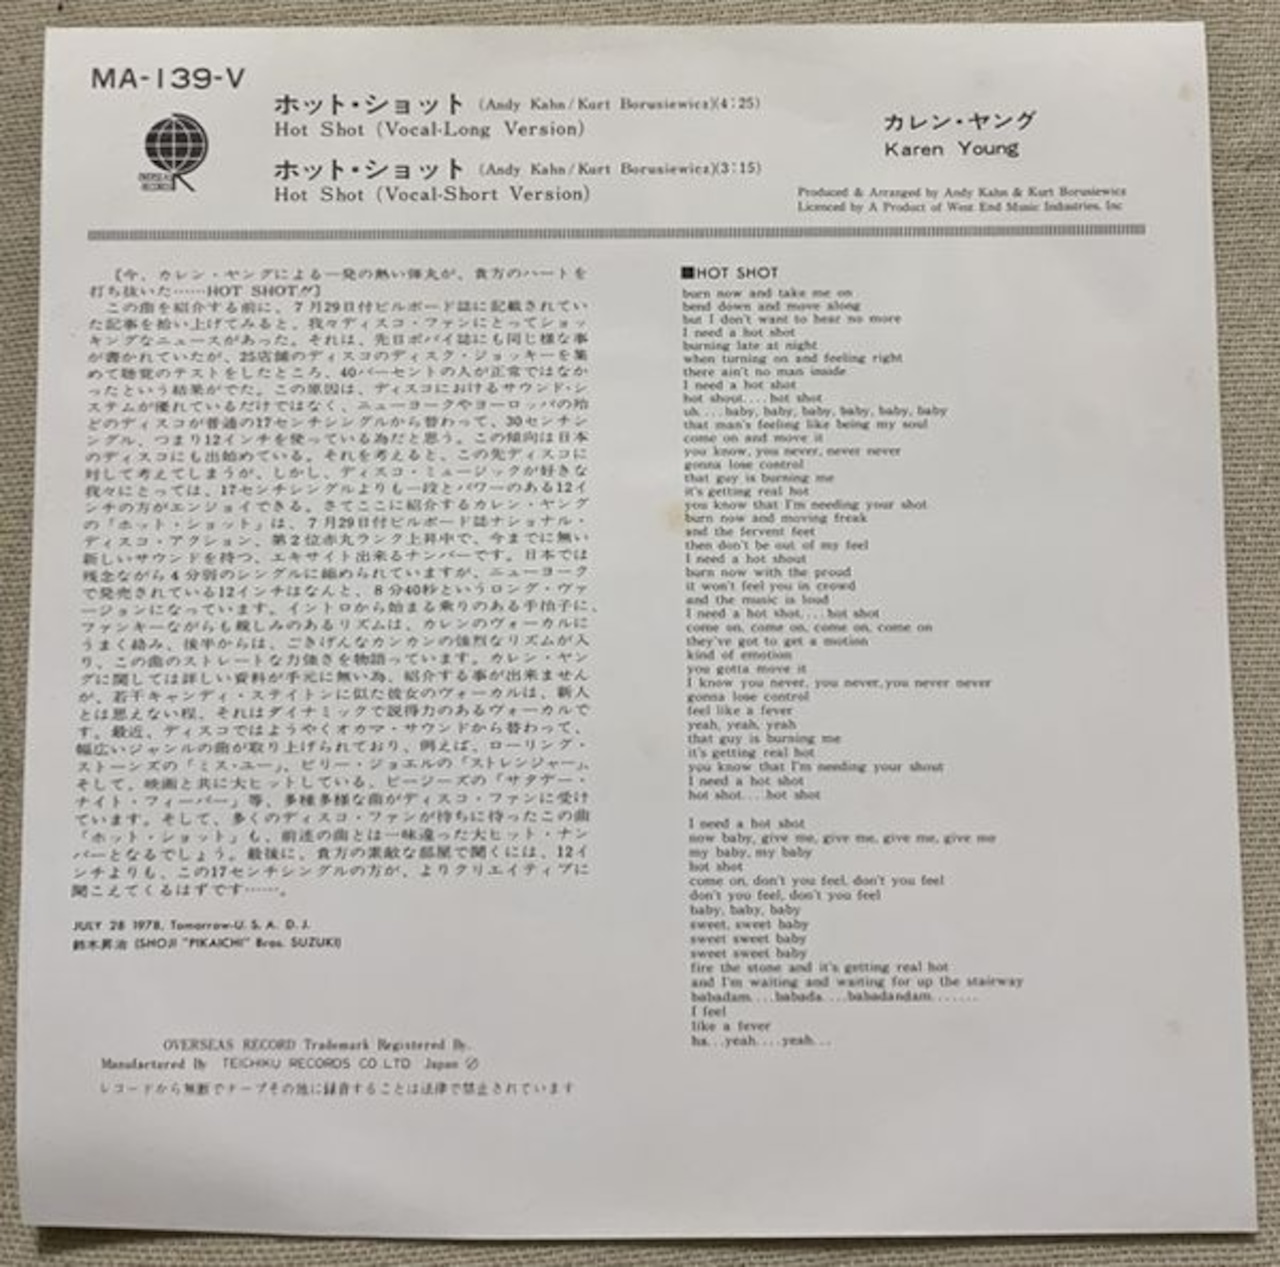 MA-139-V
OVERSEAS
RECORDS
ホット・ショット (Andy Kahn/Kurt Borusiewicz)(4:25)
Hot Shot (Vocal-Long Version)
ホット・ショット (Andy Kahn/Kurt Borusiewicz)(3:15)
Hot Shot (Vocal-Short Version)
カレン・ヤング
Karen Young
Produced & Arranged by Andy Kahn & Kurt Borusiewicz
Licenced by A Product of West End Music Industries, Inc
〔今、カレン・ヤングによる一発の熱い弾丸が、貴方のハートを
打ち抜いた……HOT SHOT!!〕
この曲を紹介する前に、7月29日付ビルボード誌に記載されてい
た記事を拾い上げてみると、我々ディスコ・ファンにとってショッ
キングなニュースがあった。それは、先日ポパイ誌にも同じ様な事
が書かれていたが、25店舗のディスコのディスク・ジョッキーを集
めて聴覚のテストをしたところ、40パーセントの人が正常ではなか
ったという結果がでた。この原因は、ディスコにおけるサウンド・シ
ステムが優れているだけではなく、ニューヨークやヨーロッパの殆
どのディスコが普通の17センチシングルから替わって、30センチシ
ングル、つまり12インチを使っている為だと思う。この傾向は日本
のディスコにも出始めている。それを考えると、この先ディスコに
対して考えてしまうが、しかし、ディスコ・ミュージックが好きな
我々にとっては、17センチシングルよりも一段とパワーのある12イ
ンチの方がエンジョイできる。さてここに紹介するカレン・ヤング
の「ホット・ショット」は、7月29日付ビルボード誌ナショナル・
ディスコ・アクション、第2位赤丸ランク上昇中で、今までに無い
新しいサウンドを持つ、エキサイト出来るナンバーです。日本では
残念ながら4分弱のシングルに縮められていますが、ニューヨーク
で発売されている12インチはなんと、8分40秒というロング・ヴァ
ージョンになっています。イントロから始まる乗りのある手拍子に、
ファンキーながらも親しみのあるリズムは、カレンのヴォーカルに
うまく絡み、後半からは、ごきげんなカンカンの強烈なリズムが入
り、この曲のストレートな力強さを物語っています。カレン・ヤン
グに関しては詳しい資料が手元に無い為、紹介する事が出来ません
が、若干キャンディ・ステイトンに似た彼女のヴォーカルは、新人
とは思えない程、それはダイナミックで説得力のあるヴォーカルで
す。最近、ディスコではようやくオカマ・サウンドから替わって、
幅広いジャンルの曲が取り上げられており、例えば、ローリング・
ストーンズの「ミス・ユー」、ビリー・ジョエルの「ストレンジャー」、
そして、映画と共に大ヒットしている、ビージーズの「サタデー・
ナイト・フィーバー」等、多種多様な曲がディスコ・ファンに受け
ています。そして、多くのディスコ・ファンが待ちに待ったこの曲
「ホット・ショット」も、前述の曲とは一味違った大ヒット・ナン
バーとなるでしょう。最後に、貴方の素敵な部屋で聞くには、12イ
ンチよりも、この17センチシングルの方が、よりクリエイティブに
聞こえてくるはずです……。
JULY 28 1978, Tomorrow-U.S.A. D.J.
鈴木昇治 (SHOJI "PIKAICHI" Bros. SUZUKI)
OVERSEAS RECORD Trademark Registered By.
Manufactured By TEICHIKU RECORDS CO. LTD Japan
レコードから無断でテープその他に録音することは法律で禁止されています
■HOT SHOT
burn now and take me on
bend down and move along
but I don't want to hear no more
I need a hot shot
burning late at night
when turning on and feeling right
there ain't no man inside
I need a hot shot
hot shout....hot shot
uh....baby, baby, baby, baby, baby, baby
that man's feeling like being my soul
come on and move it
you know, you never, never never
gonna lose control
that guy is burning me
it's getting real hot
you know that I'm needing your shot
burn now and moving freak
and the fervent feet
then don't be out of my feel
I need a hot shout
burn now with the proud
it won't feel you in crowd
and the music is loud
I need a hot shot....hot shot
come on, come on, come on, come on
they've got to get a motion
kind of emotion
you gotta move it
I know you never, you never, you never never
gonna lose control
feel like a fever
yeah, yeah, yeah
that guy is burning me
it's getting real hot
you know that I'm needing your shout
I need a hot shot
hot shot....hot shot
I need a hot shot
now baby, give me, give me, give me, give me
my baby, my baby
hot shot
come on, don't you feel, don't you feel
don't you feel, don't you feel
baby, baby, baby
sweet, sweet baby
sweet sweet baby
sweet sweet baby
fire the stone and it's getting real hot
and I'm waiting and waiting for up the stairway
babadam....babada....babadandam.......
I feel
like a fever
ha...yeah....yeah...